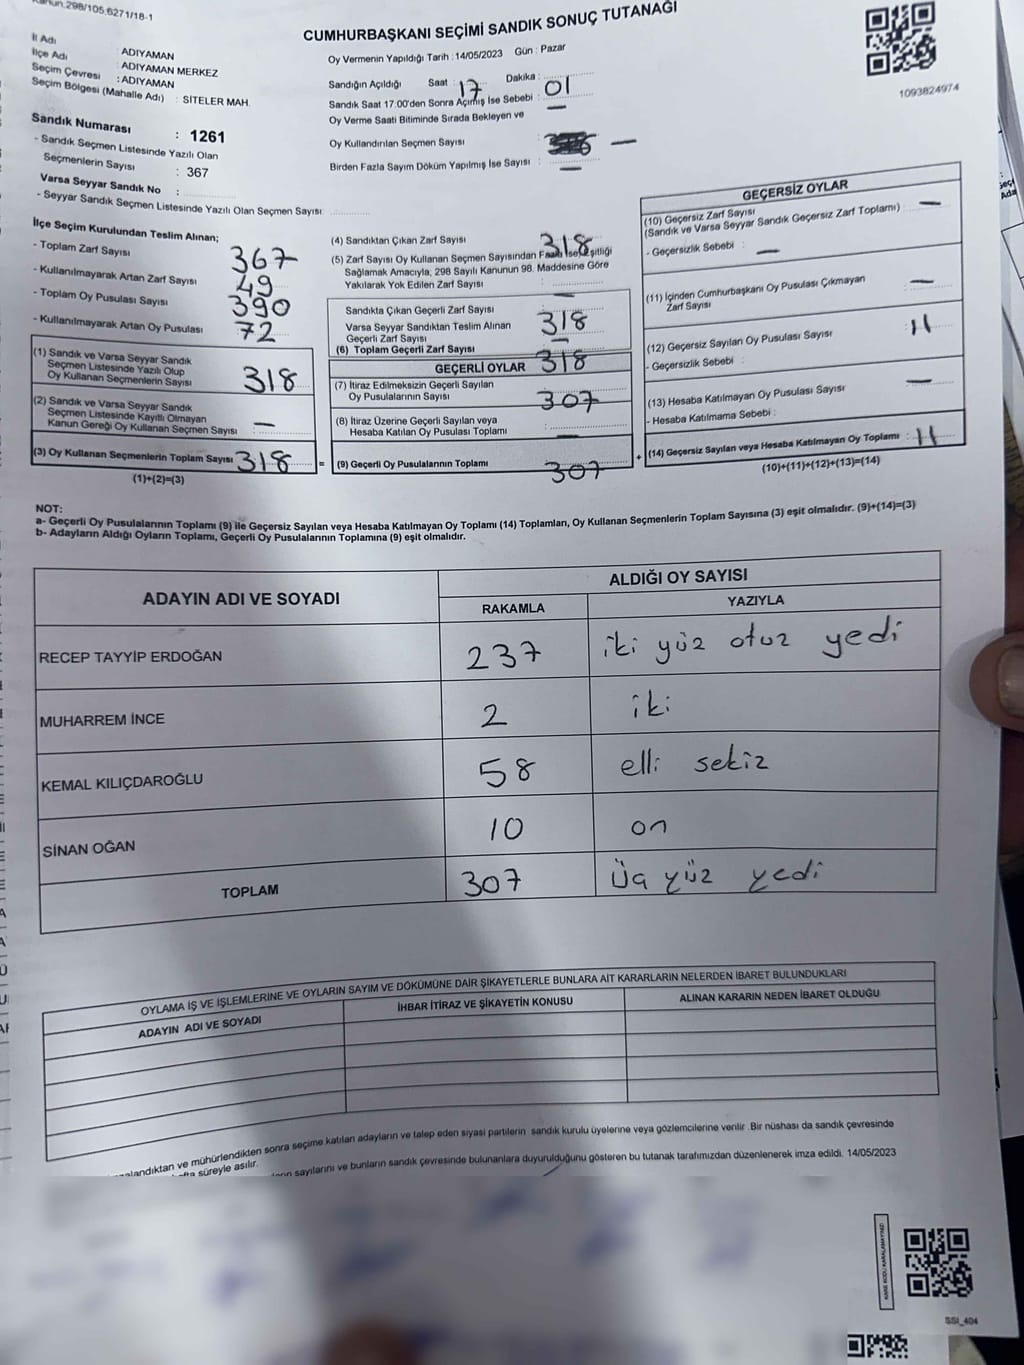 Kanun:298/105,6271/18-1
CUMHURBAŞKANI SEÇİMİ SANDIK SONUÇ TUTANAĞI
İl Adı : ADIYAMAN
İlçe Adı : ADIYAMAN MERKEZ
Seçim Çevresi : ADIYAMAN
Seçim Bölgesi (Mahalle Adı) : SİTELER MAH.
Sandık Numarası : 1261
- Sandık Seçmen Listesinde Yazılı Olan
Seçmenlerin Sayısı : 367
Varsa Seyyar Sandık No :
- Seyyar Sandık Seçmen Listesinde Yazılı Olan Seçmen Sayısı:
Oy Vermenin Yapıldığı Tarih : 14/05/2023 Gün : Pazar
Sandığın Açıldığı Saat : 17 Dakika : 01
Sandık Saat 17.00'den Sonra Açımış İse Sebebi : —
Oy Verme Saati Bitiminde Sırada Bekleyen ve
Oy Kullandırılan Seçmen Sayısı : —
Birden Fazla Sayım Döküm Yapılmış İse Sayısı : —
1093824974
İlçe Seçim Kurulundan Teslim Alınan;
- Toplam Zarf Sayısı 367
- Kullanılmayarak Artan Zarf Sayısı 49
- Toplam Oy Pusulası Sayısı 390
- Kullanılmayarak Artan Oy Pusulası 72
(1) Sandık ve Varsa Seyyar Sandık
Seçmen Listesinde Yazılı Olup
Oy Kullanan Seçmenlerin Sayısı 318
(2) Sandık ve Varsa Seyyar Sandık
Seçmen Listesinde Kayıtlı Olmayan
Kanun Gereği Oy Kullanan Seçmen Sayısı : —
(3) Oy Kullanan Seçmenlerin Toplam Sayısı 318
(1)+(2)=(3)
=
(4) Sandıktan Çıkan Zarf Sayısı 318
(5) Zarf Sayısı Oy Kullanan Seçmen Sayısından Fazla İse, Eşitliği
Sağlamak Amacıyla, 298 Sayılı Kanunun 98. Maddesine Göre
Yakılarak Yok Edilen Zarf Sayısı : —
Sandıkta Çıkan Geçerli Zarf Sayısı 318
Varsa Seyyar Sandıktan Teslim Alınan
Geçerli Zarf Sayısı : —
(6) Toplam Geçerli Zarf Sayısı 318
GEÇERLİ OYLAR
(7) İtiraz Edilmeksizin Geçerli Sayılan
Oy Pusulalarının Sayısı 307
(8) İtiraz Üzerine Geçerli Sayılan veya
Hesaba Katılan Oy Pusulası Toplamı : —
(9) Geçerli Oy Pusulalarının Toplamı 307
+
GEÇERSİZ OYLAR
(10) Geçersiz Zarf Sayısı
(Sandık ve Varsa Seyyar Sandık Geçersiz Zarf Toplamı) : —
- Geçersizlik Sebebi : —
(11) İçinden Cumhurbaşkanı Oy Pusulası Çıkmayan
Zarf Sayısı : —
(12) Geçersiz Sayılan Oy Pusulası Sayısı : 11
- Geçersizlik Sebebi :
(13) Hesaba Katılmayan Oy Pusulası Sayısı : —
- Hesaba Katılmama Sebebi :
(14) Geçersiz Sayılan veya Hesaba Katılmayan Oy Toplamı : 11
(10)+(11)+(12)+(13)=(14)
NOT:
a- Geçerli Oy Pusulalarının Toplamı (9) ile Geçersiz Sayılan veya Hesaba Katılmayan Oy Toplamı (14) Toplamları, Oy Kullanan Seçmenlerin Toplam Sayısına (3) eşit olmalıdır. (9)+(14)=(3)
b- Adayların Aldığı Oyların Toplamı, Geçerli Oy Pusulalarının Toplamına (9) eşit olmalıdır.
ADAYIN ADI VE SOYADI ALDIĞI OY SAYISI
RAKAMLA YAZIYLA
RECEP TAYYİP ERDOĞAN 237 iki yüz otuz yedi
MUHARREM İNCE 2 iki
KEMAL KILIÇDAROĞLU 58 elli sekiz
SİNAN OĞAN 10 on
TOPLAM 307 Üç yüz yedi
OYLAMA İŞ VE İŞLEMLERİNE VE OYLARIN SAYIM VE DÖKÜMÜNE DAİR ŞİKAYETLERLE BUNLARA AİT KARARLARIN NELERDEN İBARET BULUNDUKLARI
ADAYIN ADI VE SOYADI İHBAR İTİRAZ VE ŞİKAYETİN KONUSU ALINAN KARARIN NEDEN İBARET OLDUĞU
landıktan ve mühürlendikten sonra seçime katılan adayların ve talep eden siyasi partilerin sandık kurulu üyelerine veya gözlemcilerine verilir .Bir nüshası da sandık çevresinde
süreyle asılır.
sayılarını ve bunların sandık çevresinde bulunanlara duyurulduğunu gösteren bu tutanak tarafımızdan düzenlenerek imza edildi. 14/05/2023
KARE KODU KARALAMAYINIZ!
SSI_404